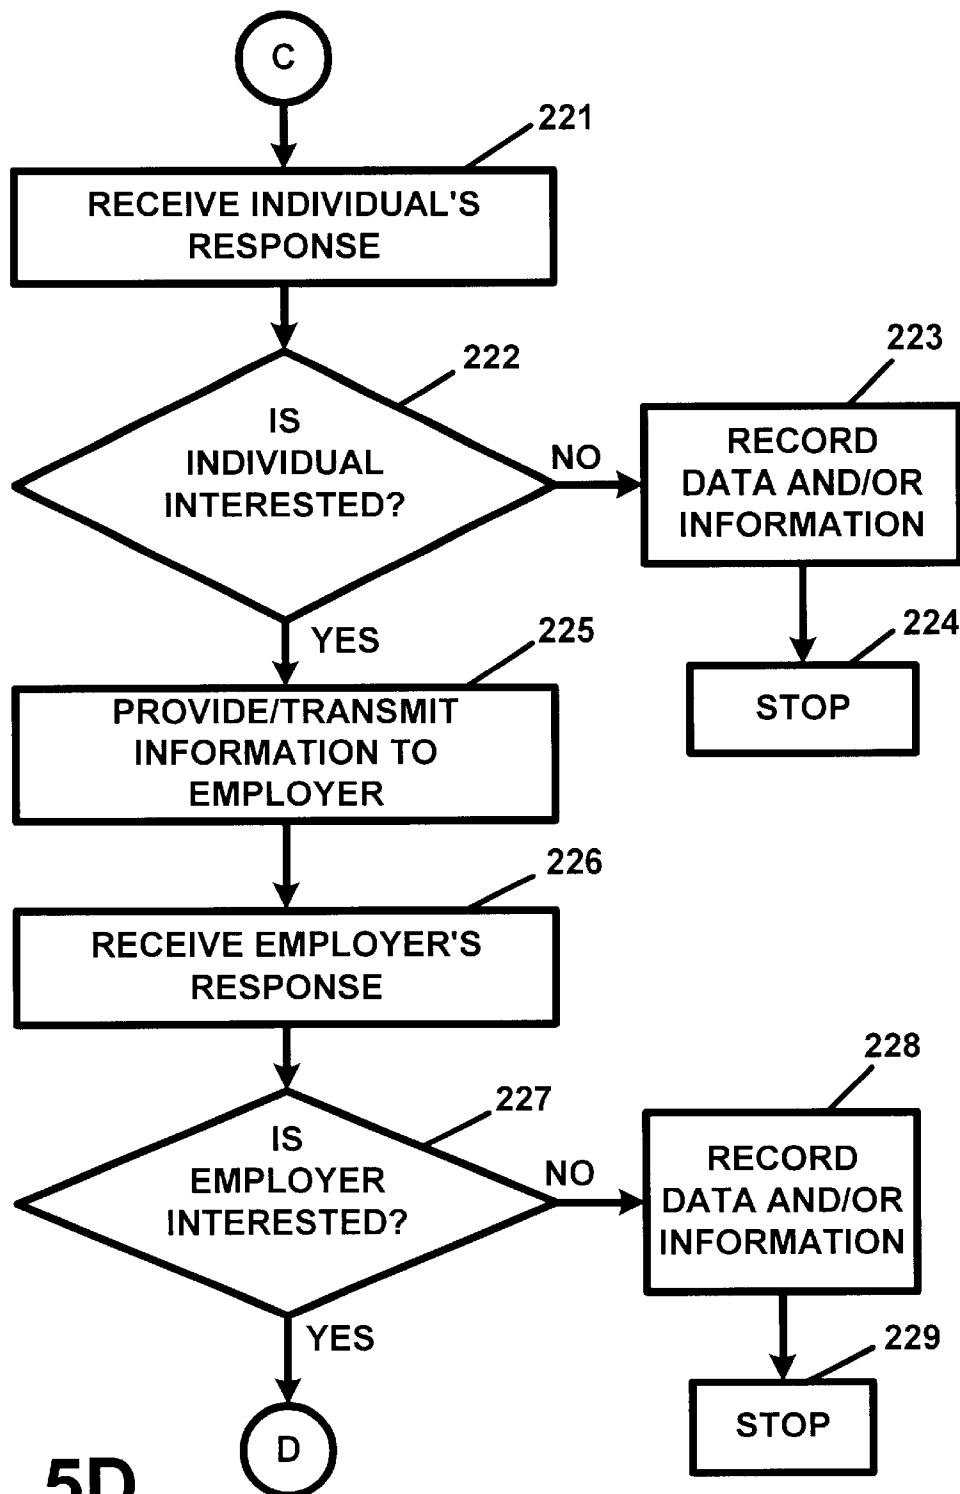 C
221
RECEIVE INDIVIDUAL'S
RESPONSE
222
IS
INDIVIDUAL
INTERESTED?
NO
223
RECORD
DATA AND/OR
INFORMATION
224
STOP
YES
225
PROVIDE/TRANSMIT
INFORMATION TO
EMPLOYER
226
RECEIVE EMPLOYER'S
RESPONSE
227
IS
EMPLOYER
INTERESTED?
NO
228
RECORD
DATA AND/OR
INFORMATION
229
STOP
YES
D
5D